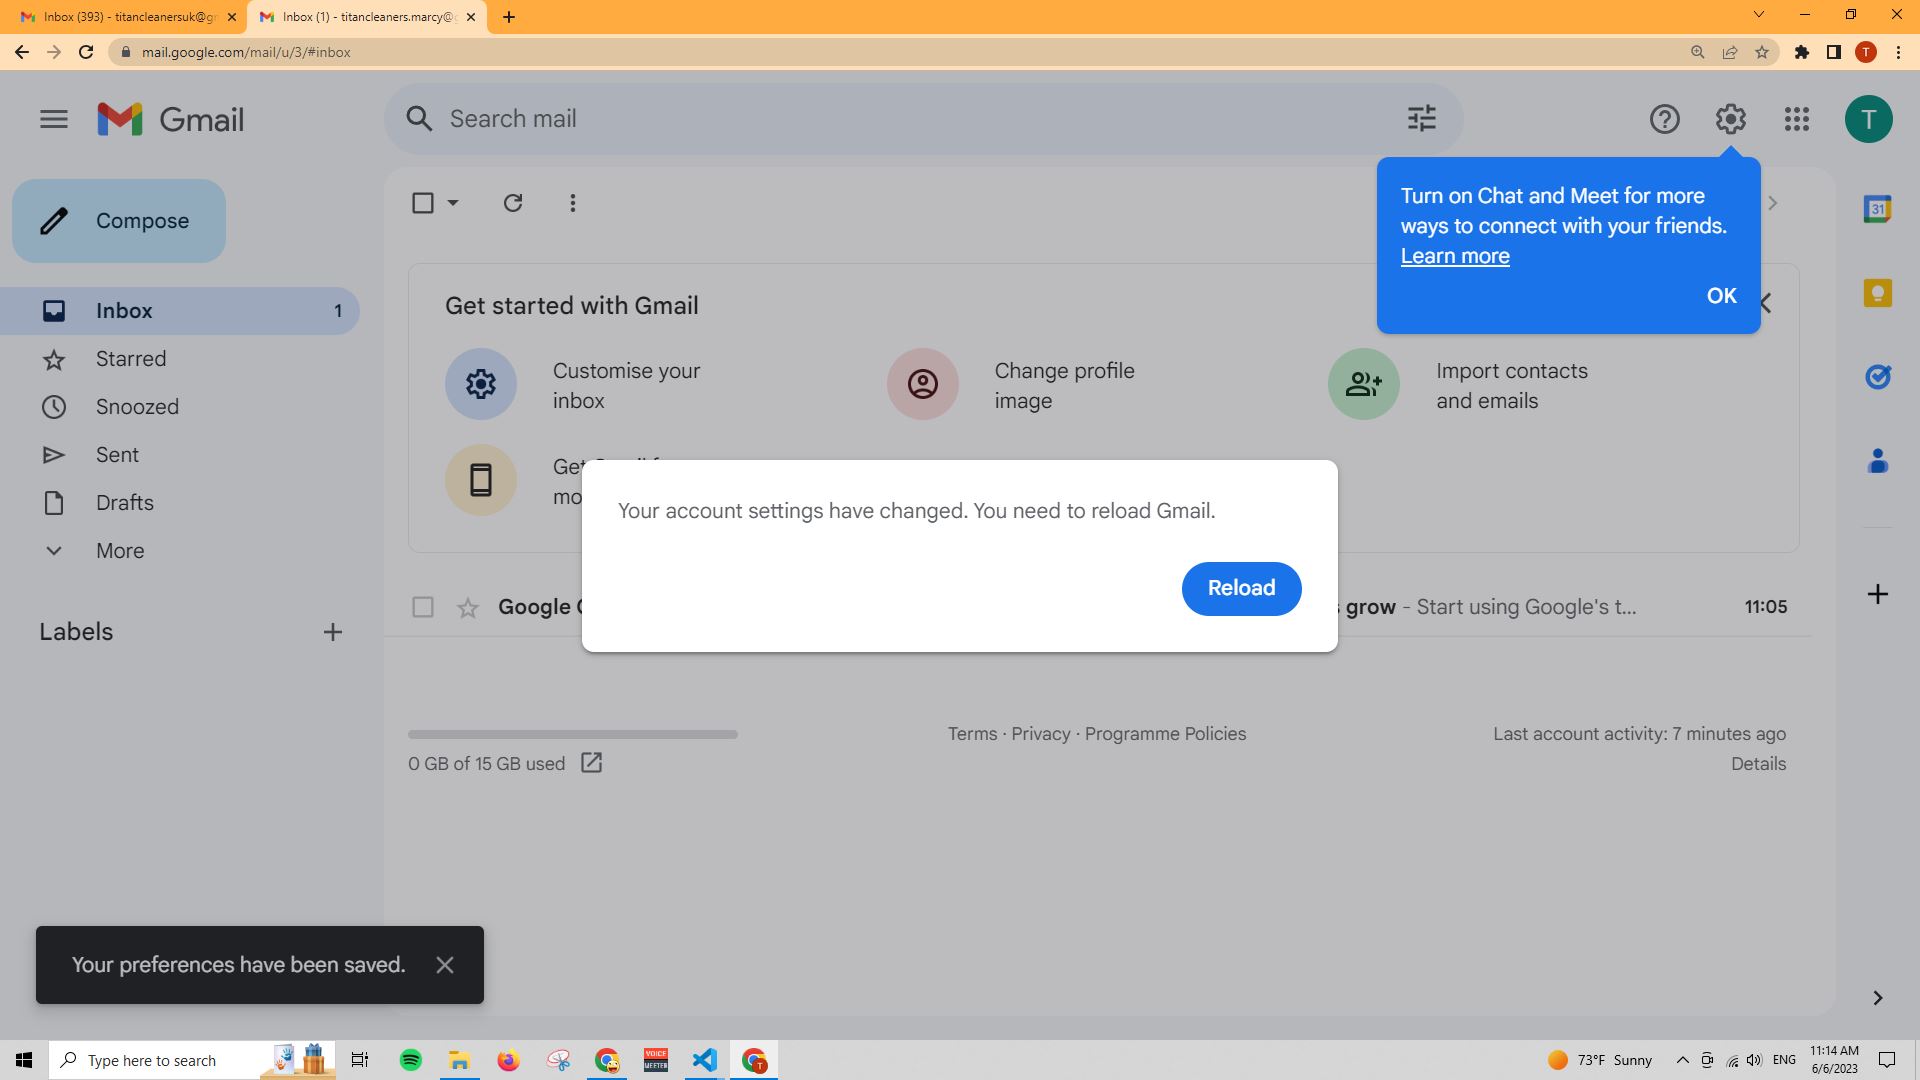 Inbox (393) - titancleanersuk@g
Inbox (1) - titancleaners.marcy@
mail.google.com/mail/u/3/#inbox
T
Gmail
Search mail
T
Compose
Inbox 1
Starred
Snoozed
Sent
Drafts
More
Labels
Turn on Chat and Meet for more
ways to connect with your friends.
Learn more
OK
31
Get started with Gmail
Customise your
inbox
Change profile
image
Import contacts
and emails
Get
mo
Your account settings have changed. You need to reload Gmail.
Reload
Google grow - Start using Google's t... 11:05
0 GB of 15 GB used
Terms · Privacy · Programme Policies
Last account activity: 7 minutes ago
Details
Your preferences have been saved.
Type here to search
VOICE
MEETER
T
73°F Sunny
ENG
11:14 AM
6/6/2023